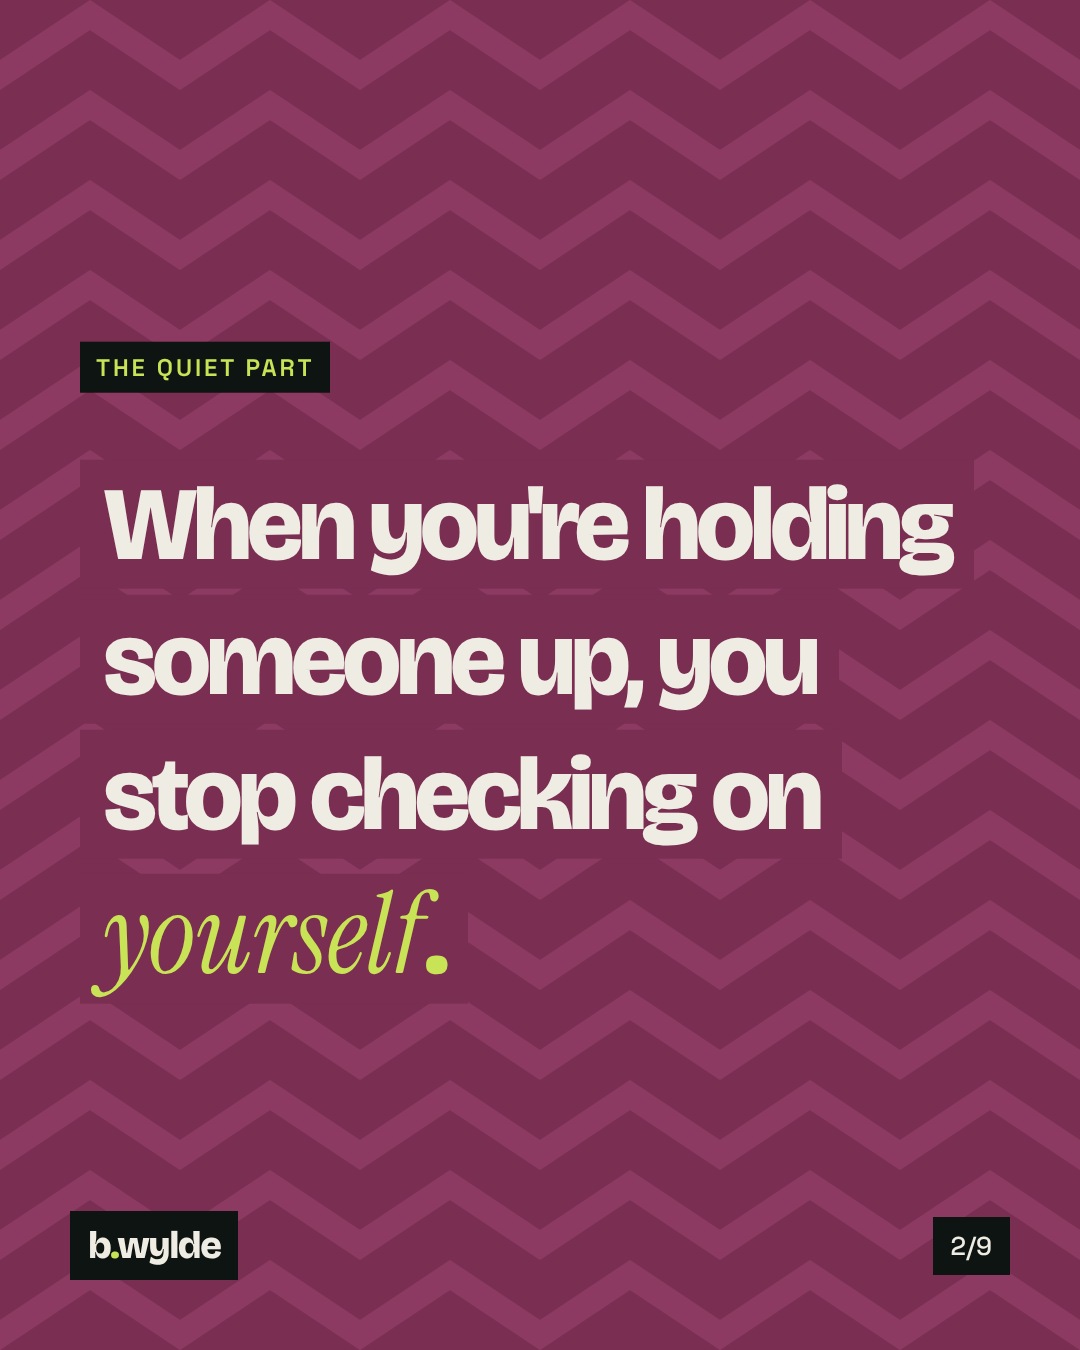 THE QUIET PART
When you're holding
someone up, you
stop checking on
yourself.
b.wylde
2/9